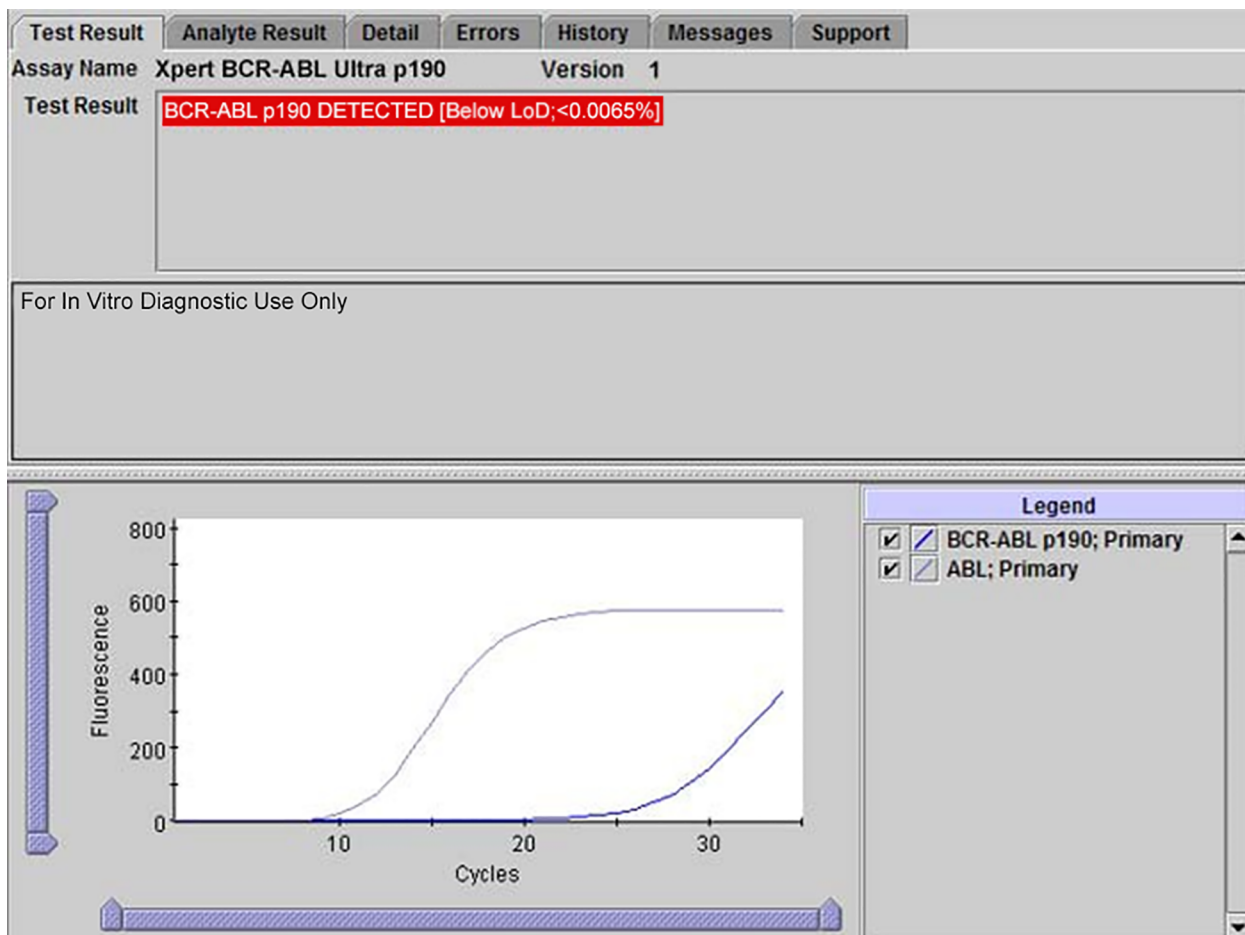 Test Result Analyte Result Detail Errors History Messages Support
Assay Name Xpert BCR-ABL Ultra p190 Version 1
Test Result BCR-ABL p190 DETECTED [Below LoD;<0.0065%]
For In Vitro Diagnostic Use Only
800
600
400
200
0
Fluorescence
10 20 30
Cycles
Legend
BCR-ABL p190; Primary
ABL; Primary